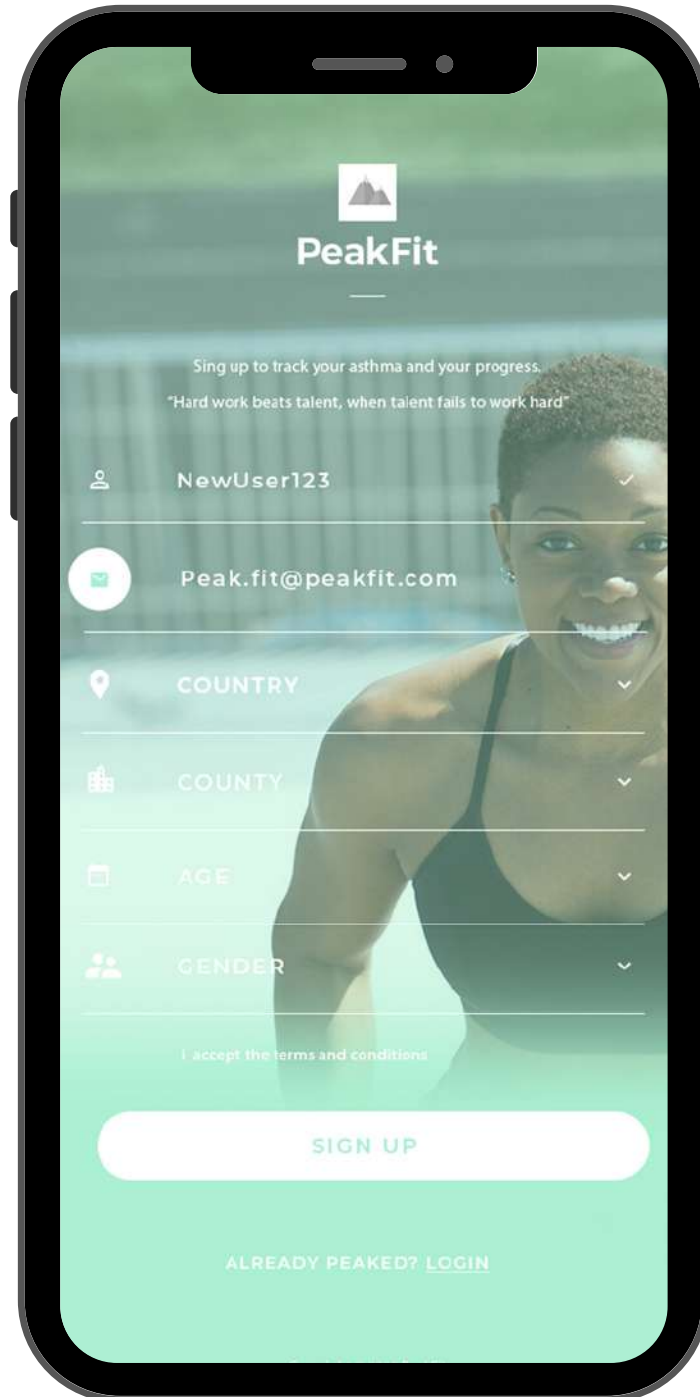 PeakFit
Sing up to track your asthma and your progress.
"Hard work beats talent, when talent fails to work hard"
NewUser123
Peak.fit@peakfit.com
COUNTRY
COUNTY
AGE
GENDER
I accept the terms and conditions
SIGN UP
ALREADY PEAKED? LOGIN